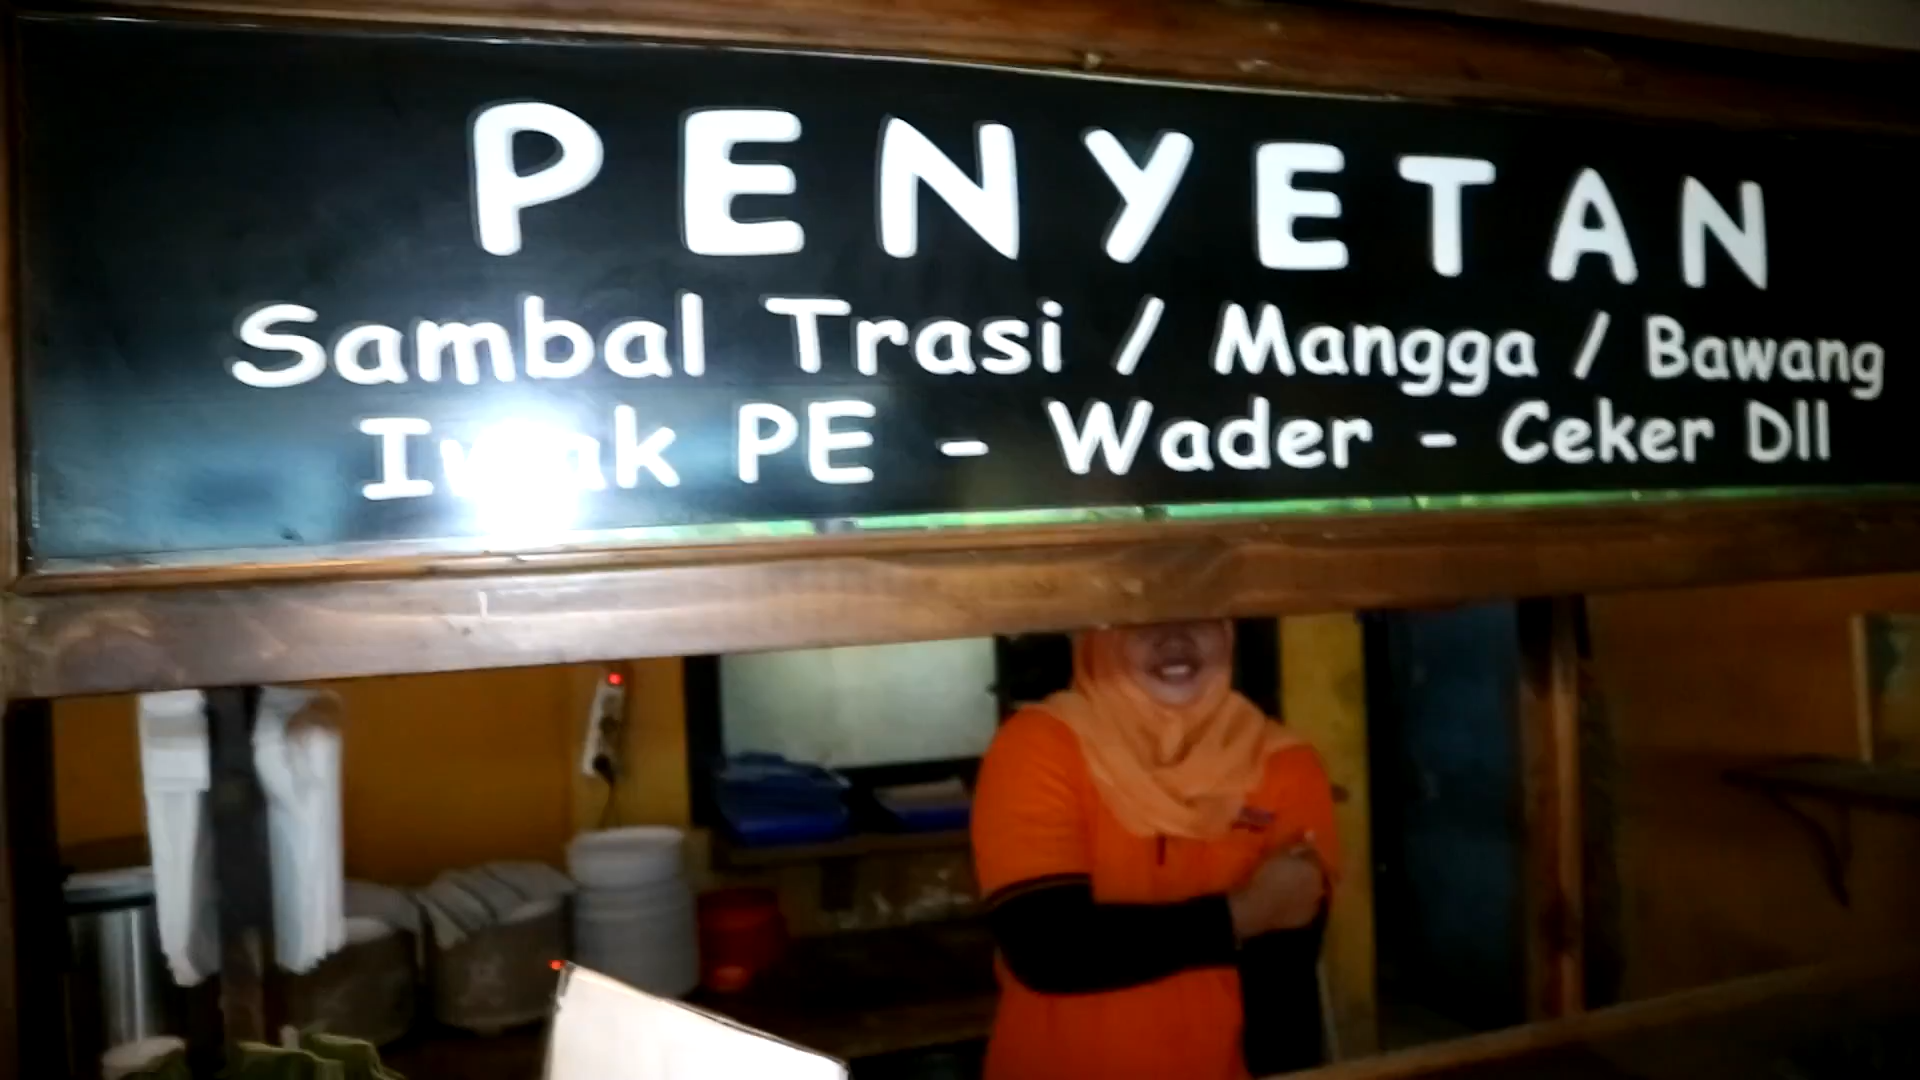 PENYETAN
Sambal Trasi / Mangga / Bawang
PE - Wader - Ceker Dll